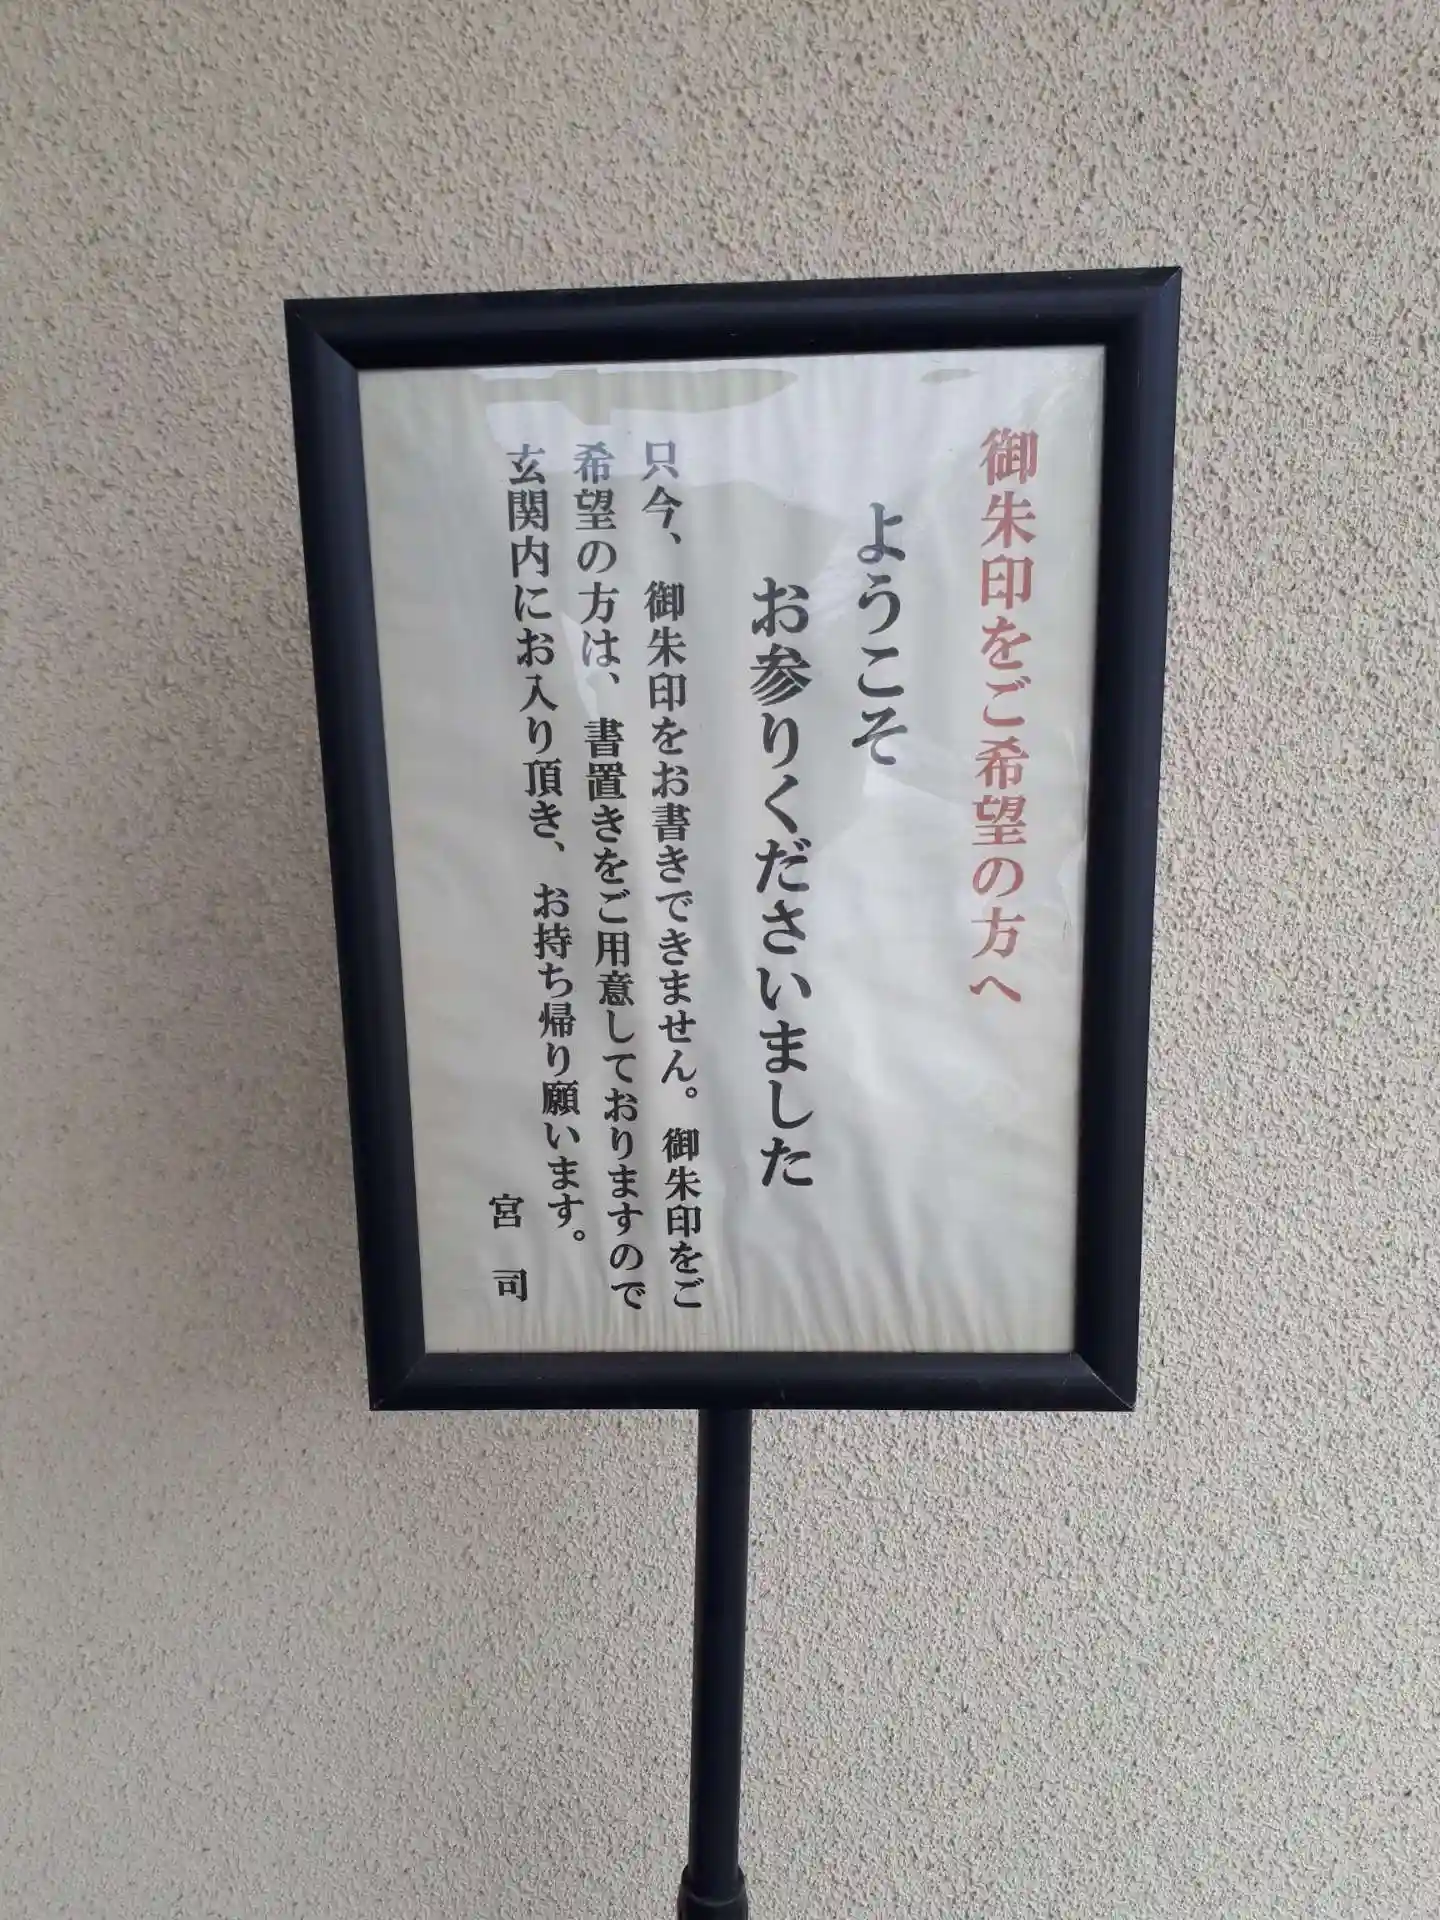 御朱印をご希望の方へ
ようこそ
お参りくださいました
只今、御朱印をお書きできません。御朱印をご
希望の方は、書置きをご用意しておりますので
玄関内にお入り頂き、お持ち帰り願います。
宮司